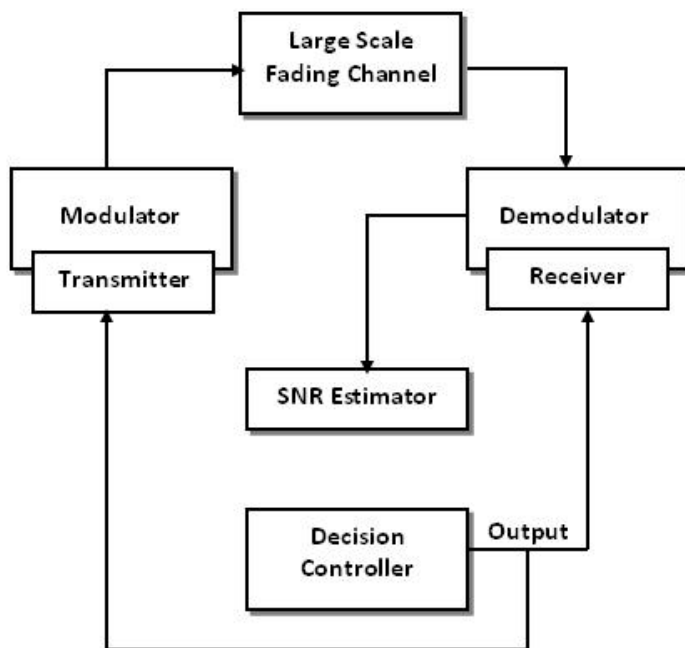 Large Scale
Fading Channel
Modulator
Demodulator
Transmitter
Receiver
SNR Estimator
Decision
Controller
Output